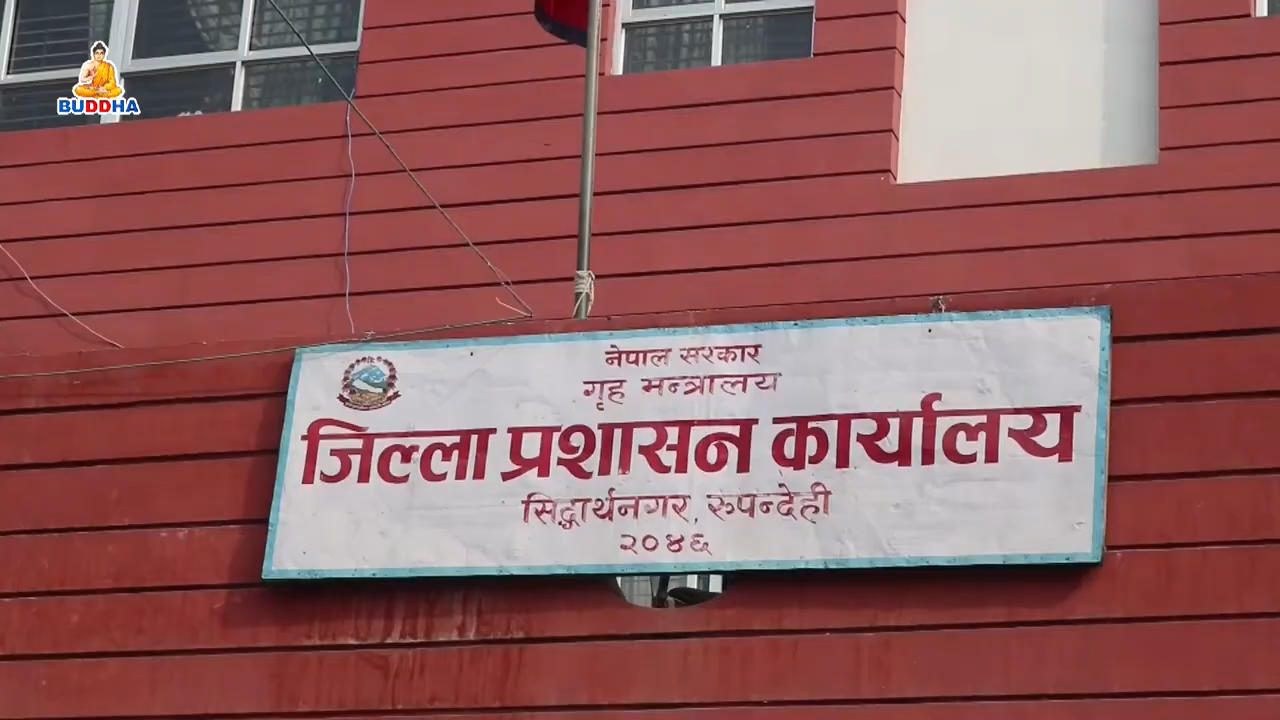 BUDDHA
नेपाल सरकार
गृह मन्त्रालय
जिल्ला प्रशासन कार्यालय
सिद्धार्थनगर, रुपन्देही
२०४६